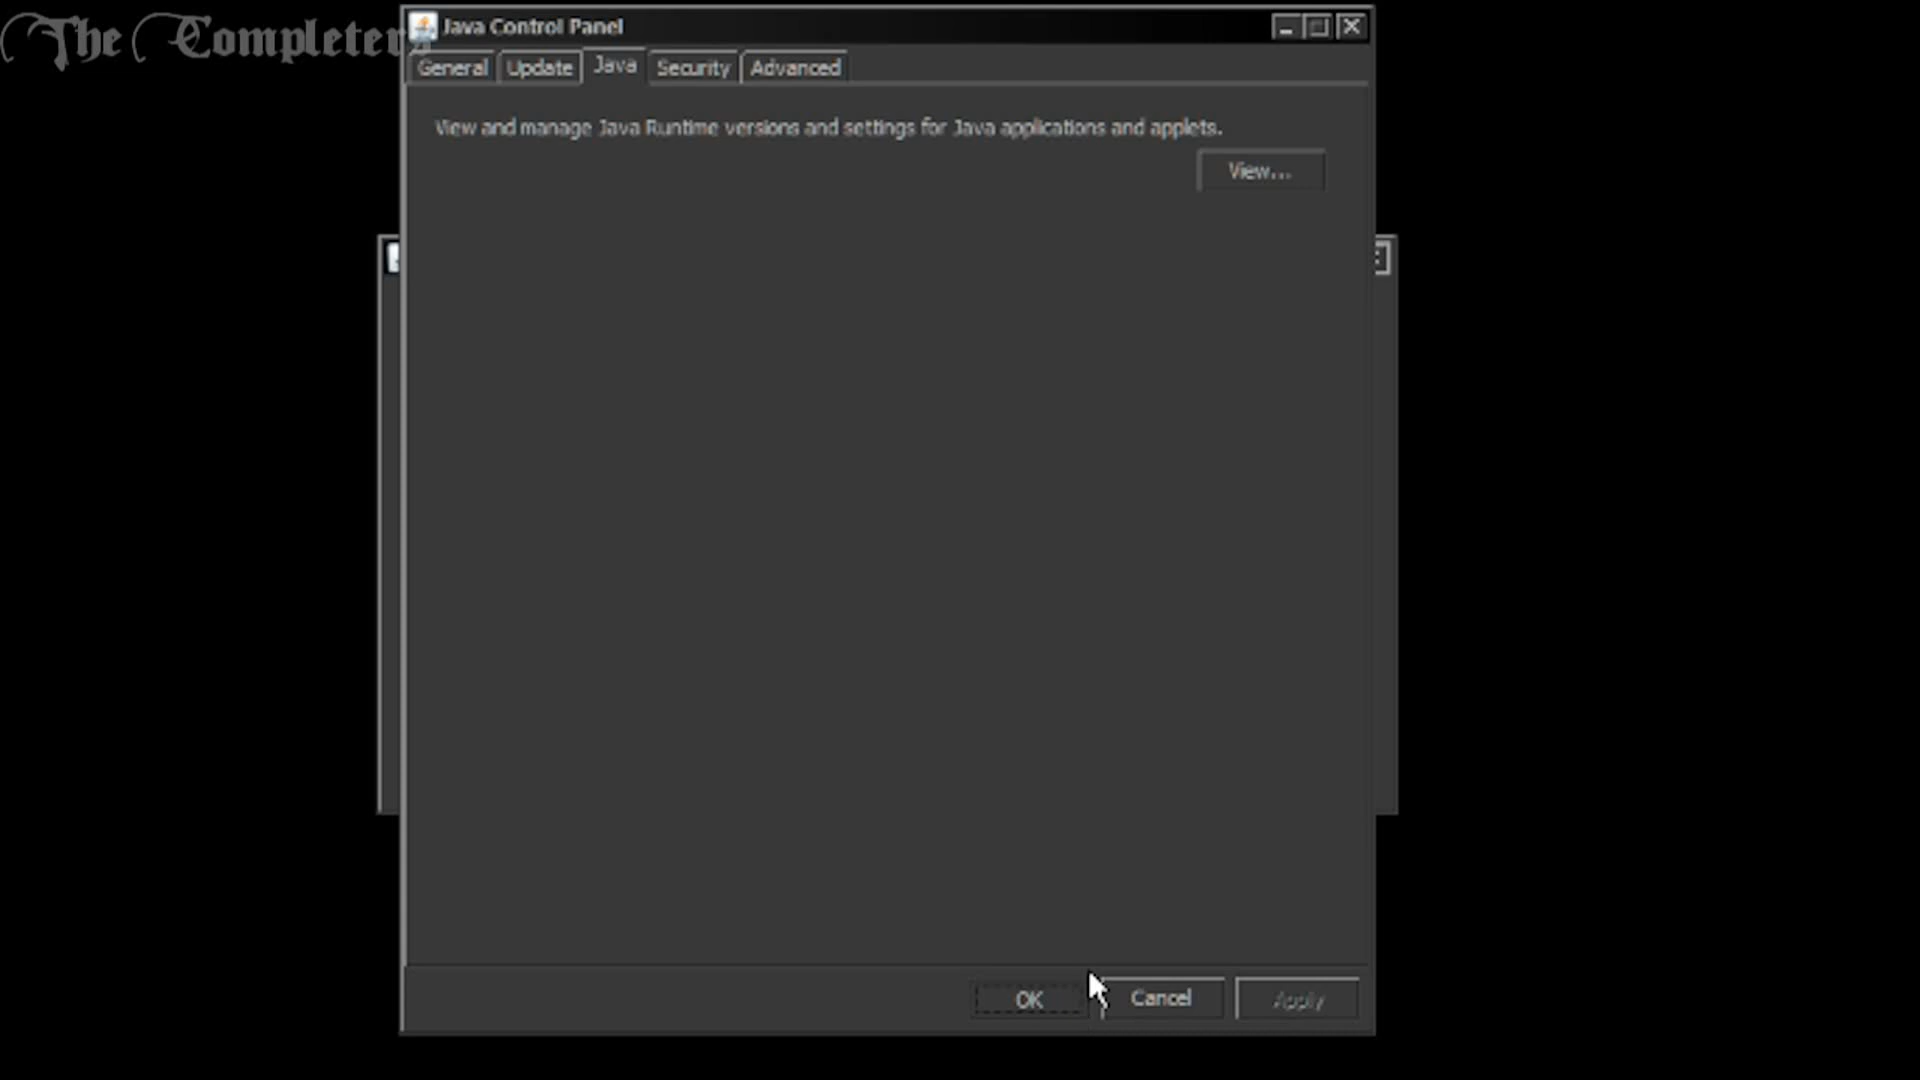 The Completers
Java Control Panel
General Update Java Security Advanced
View and manage Java Runtime versions and settings for Java applications and applets.
View...
OK Cancel Apply